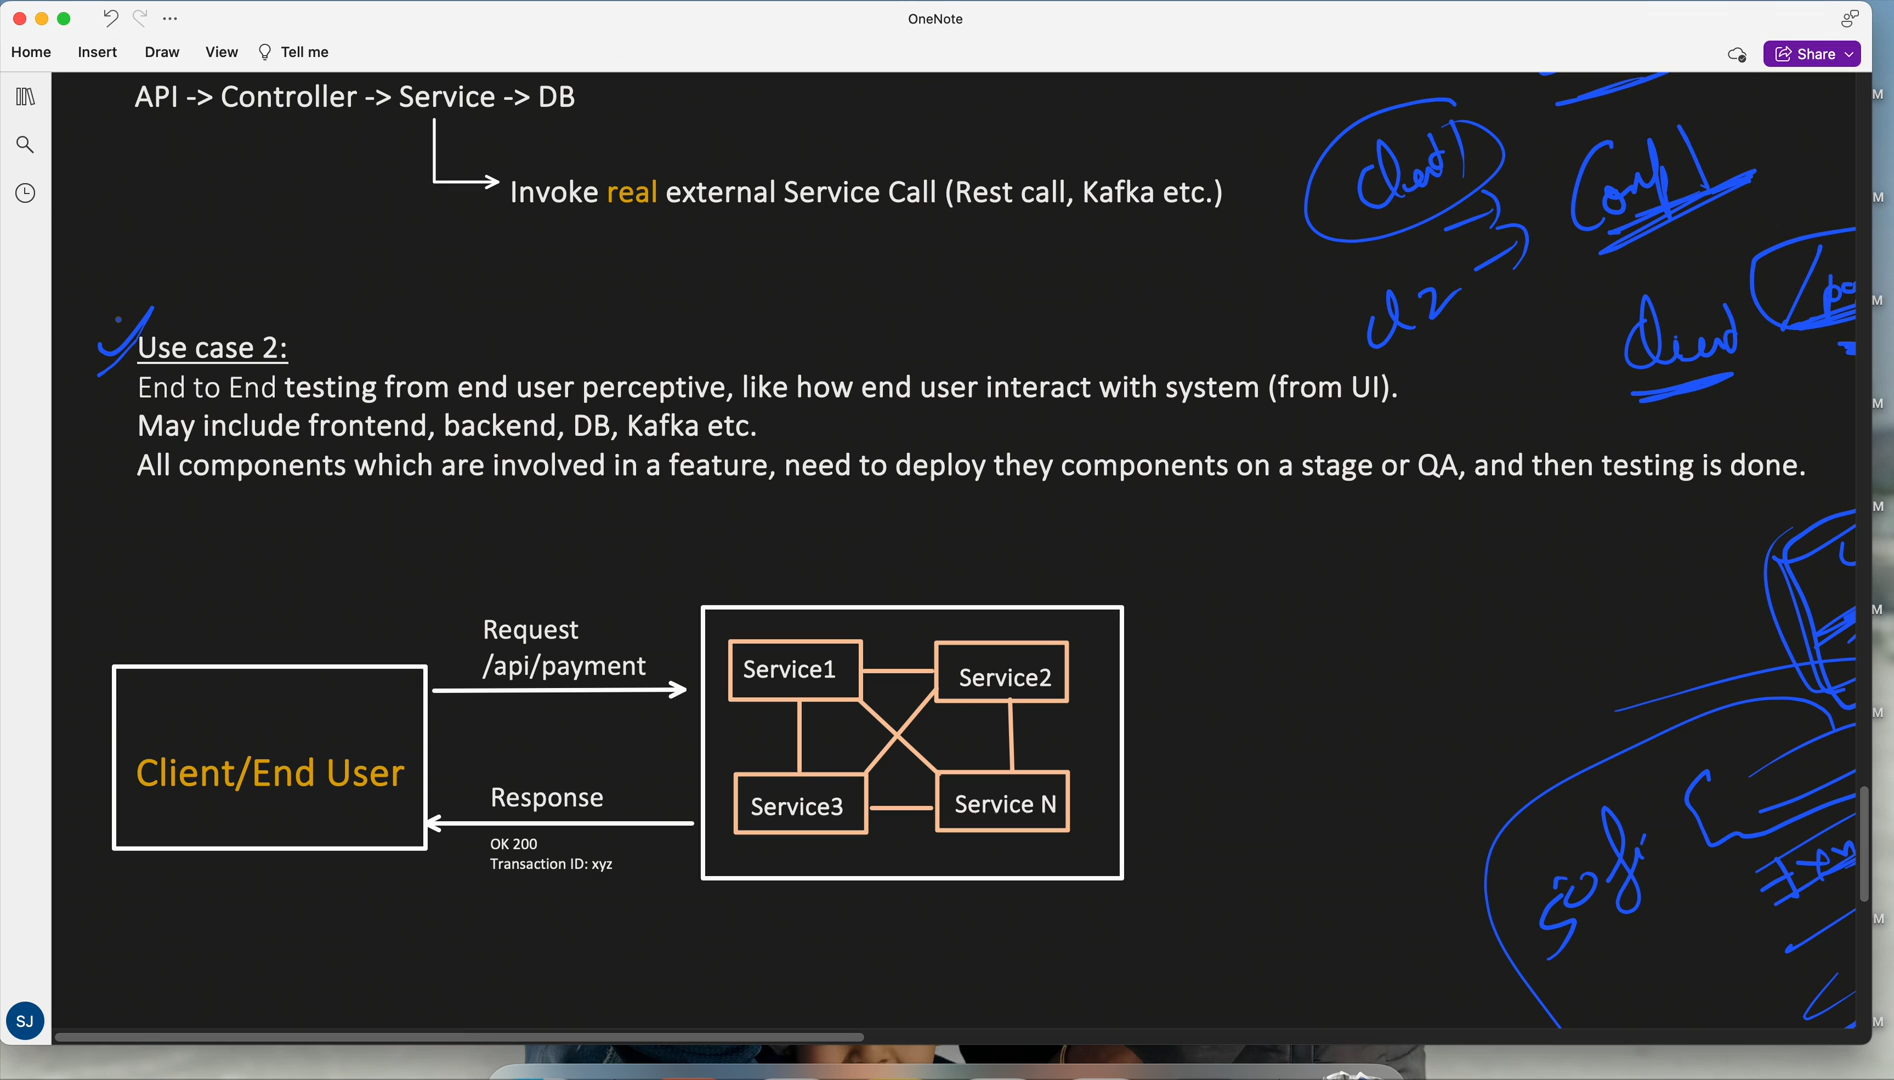 OneNote
Home Insert Draw View Tell me Share
API -> Controller -> Service -> DB
Invoke real external Service Call (Rest call, Kafka etc.)
Client
Client
Use case 2:
End to End testing from end user perceptive, like how end user interact with system (from UI).
May include frontend, backend, DB, Kafka etc.
All components which are involved in a feature, need to deploy they components on a stage or QA, and then testing is done.
Request
/api/payment
Service1
Service2
Client/End User
Response
Service3
Service N
OK 200
Transaction ID: xyz
SJ